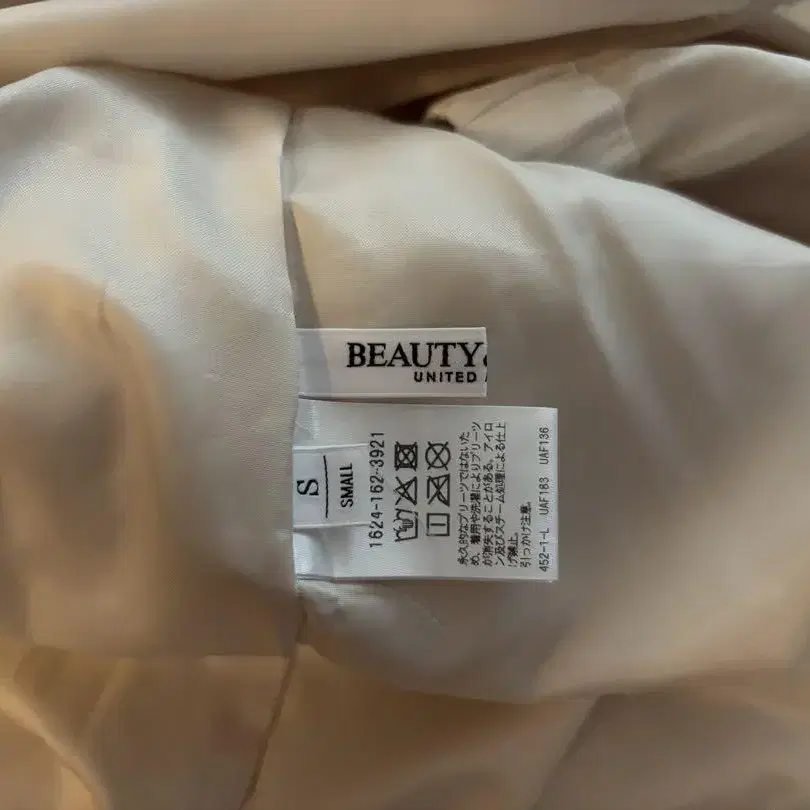 BEAUTY
UNITED
S
SMALL
1624-162-3921
永久的なプリーツではないた
め、着用や洗濯によりプリーツ
が消失することがある。アイロ
ン及びスチーム処理による仕上
げ禁止。
引っかけ注意。
452-1-L UAF183 UAF136